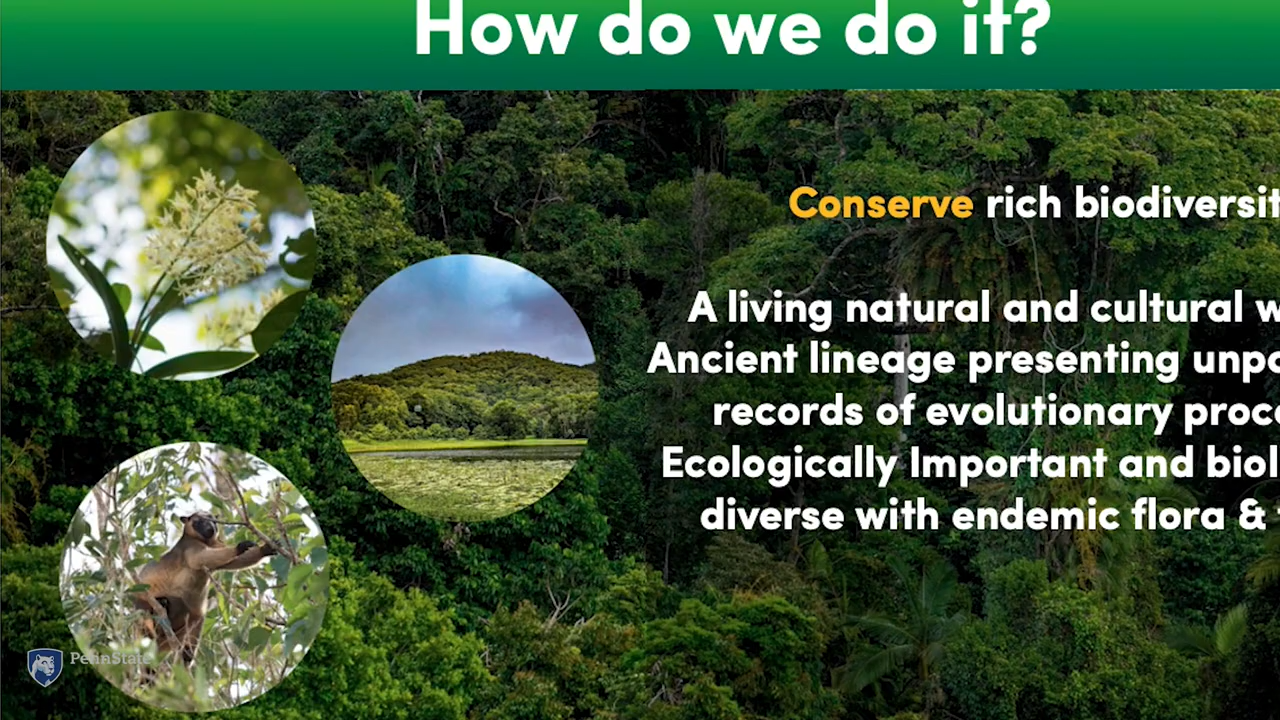 How do we do it?
Conserve rich biodiversit
A living natural and cultural w
Ancient lineage presenting unpa
records of evolutionary proc
Ecologically Important and biol
diverse with endemic flora &
PennState